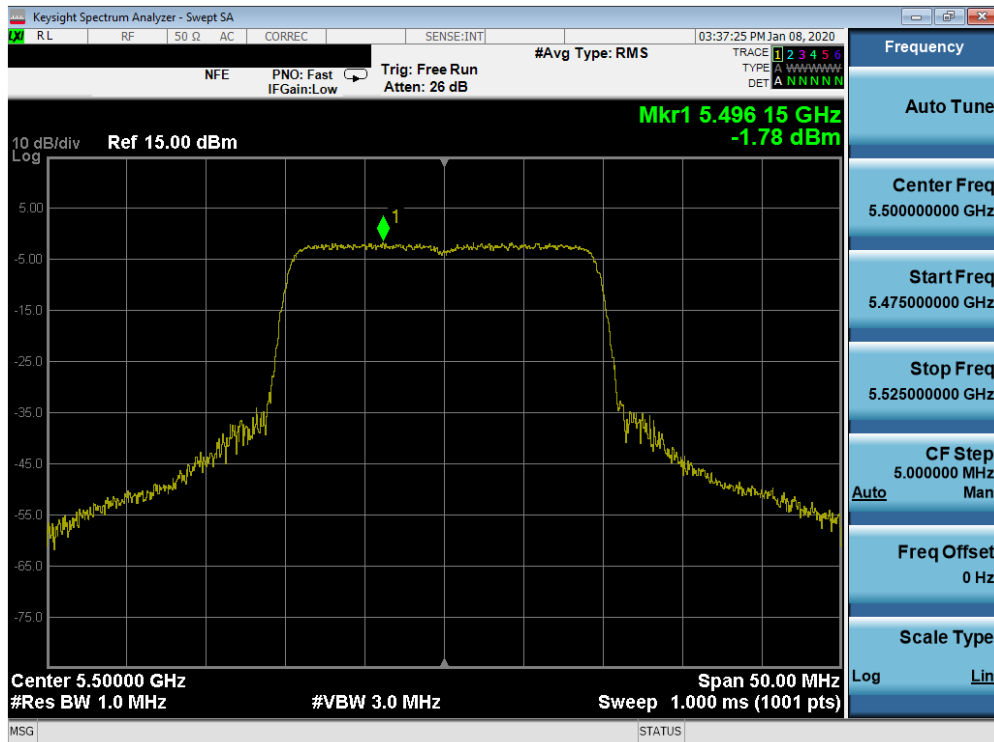 Keysight Spectrum Analyzer - Swept SA
LXI RL RF 50 Ω AC CORREC SENSE:INT 03:37:25 PM Jan 08, 2020
#Avg Type: RMS
TRACE 1 2 3 4 5 6
TYPE A WWWWW
DET A N N N N N
NFE
PNO: Fast
IFGain:Low
Trig: Free Run
Atten: 26 dB
Mkr1 5.496 15 GHz
-1.78 dBm
10 dB/div
Log
Ref 15.00 dBm
1
5.00
-5.00
-15.0
-25.0
-35.0
-45.0
-55.0
-65.0
-75.0
Center 5.50000 GHz
Span 50.00 MHz
#Res BW 1.0 MHz
#VBW 3.0 MHz
Sweep 1.000 ms (1001 pts)
MSG
STATUS
Frequency
Auto Tune
Center Freq
5.500000000 GHz
Start Freq
5.475000000 GHz
Stop Freq
5.525000000 GHz
CF Step
5.000000 MHz
Auto Man
Freq Offset
0 Hz
Scale Type
Log Lin